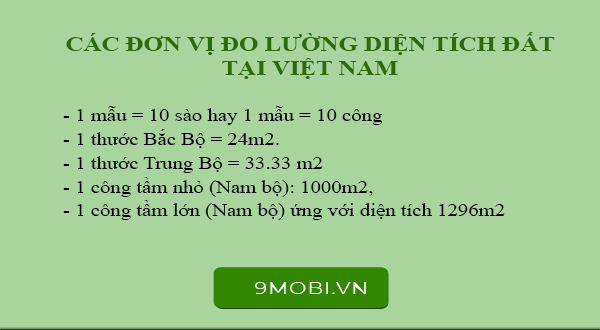 CÁC ĐƠN VỊ ĐO LƯỜNG DIỆN TÍCH ĐẤT
TẠI VIỆT NAM
- 1 mẫu = 10 sào hay 1 mẫu = 10 công
- 1 thước Bắc Bộ = 24m2.
- 1 thước Trung Bộ = 33.33 m2
- 1 công tầm nhỏ (Nam bộ): 1000m2,
- 1 công tầm lớn (Nam bộ) ứng với diện tích 1296m2
9MOBI.VN